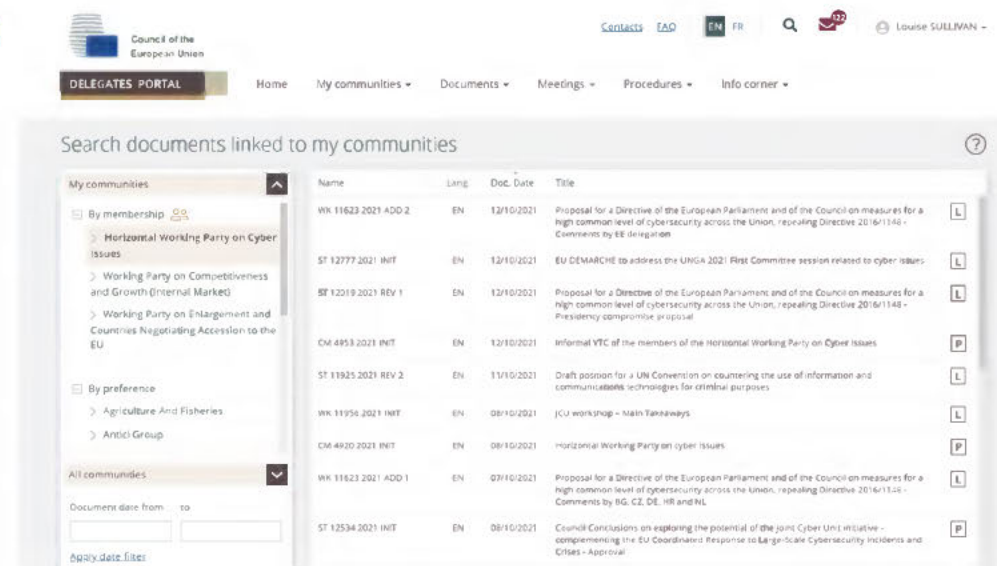 Council of the
European Union
Contacts FAQ EN FR 122 Louise SULLIVAN
DELEGATES PORTAL Home My communities Documents Meetings Procedures Info corner
Search documents linked to my communities ?
My communities
By membership
Horizontal Working Party on Cyber
Issues
Working Party on Competitiveness
and Growth (Internal Market)
Working Party on Enlargement and
Countries Negotiating Accession to the
EU
By preference
Agriculture And Fisheries
Antici Group
All communities
Document date from to
Apply date filter
Name Lang Doc. Date Title
WK 11623 2021 ADD 2 EN 12/10/2021 Proposal for a Directive of the European Parliament and of the Council on measures for a L
high common level of cybersecurity across the Union, repealing Directive 2016/1148 -
Comments by EE delegation
ST 12777 2021 INIT EN 12/10/2021 EU DEMARCHE to address the UNGA 2021 First Committee session related to cyber issues L
ST 12019 2021 REV 1 EN 12/10/2021 Proposal for a Directive of the European Parliament and of the Council on measures for a L
high common level of cybersecurity across the Union, repealing Directive 2016/1148 -
Presidency compromise proposal
CM 4953 2021 INIT EN 12/10/2021 Informal VTC of the members of the Horizontal Working Party on Cyber Issues P
ST 11925 2021 REV 2 EN 11/10/2021 Draft position for a UN Convention on countering the use of information and L
communications technologies for criminal purposes
WK 11956 2021 INIT EN 08/10/2021 JCU workshop – Main Takeaways L
CM 4920 2021 INIT EN 08/10/2021 Horizontal Working Party on cyber issues P
WK 11623 2021 ADD 1 EN 07/10/2021 Proposal for a Directive of the European Parliament and of the Council on measures for a L
high common level of cybersecurity across the Union, repealing Directive 2016/1148 -
Comments by BG, CZ, DE, HR and NL
ST 12534 2021 INIT EN 08/10/2021 Council Conclusions on exploring the potential of the Joint Cyber Unit initiative - P
complementing the EU Coordinated Response to Large-Scale Cybersecurity Incidents and
Crises - Approval